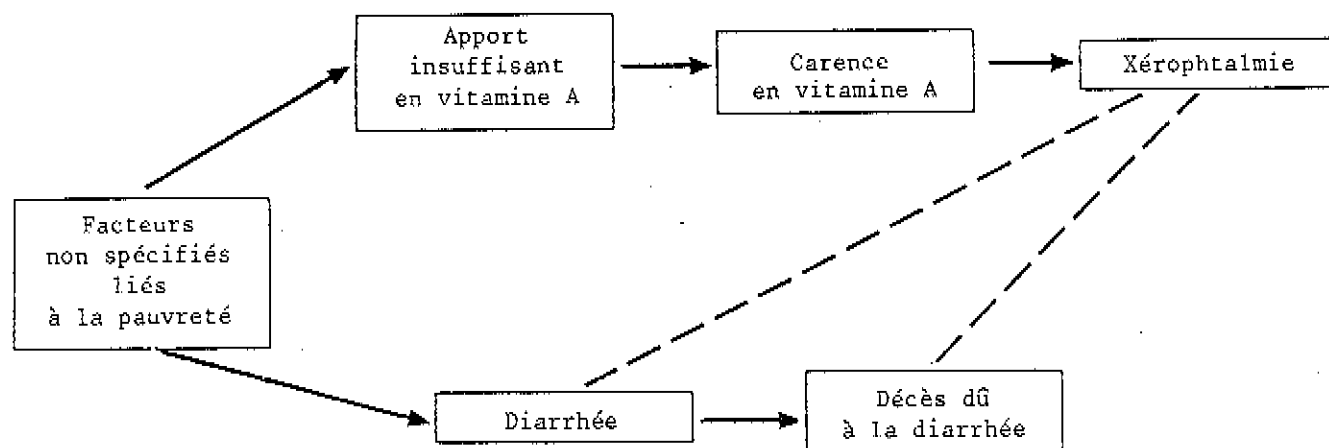 Apport
insuffisant
en vitamine A
Carence
en vitamine A
Xérophtalmie
Facteurs
non spécifiés
liés
à la pauvreté
Diarrhée
Décès dû
à la diarrhée